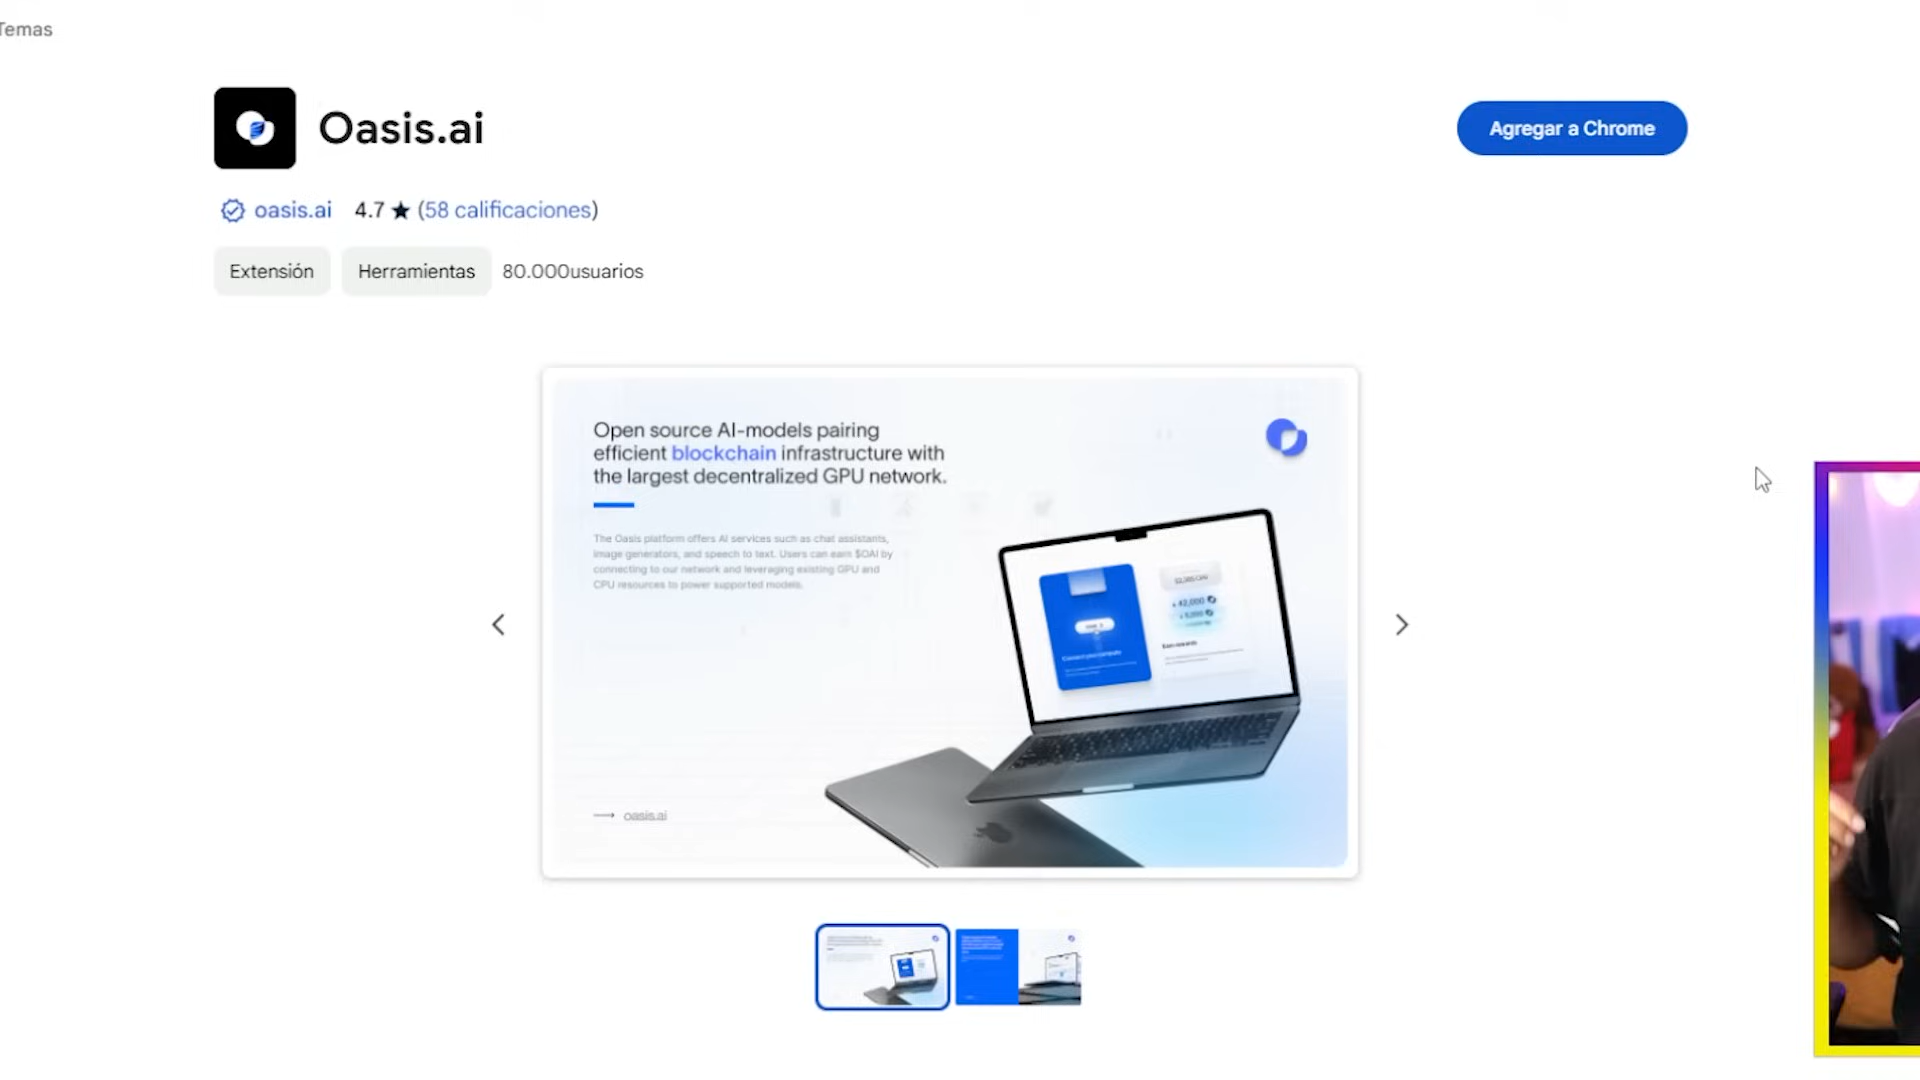 Temas
Oasis.ai
Agregar a Chrome
oasis.ai 4.7 ★ (58 calificaciones)
Extensión Herramientas 80.000usuarios
Open source AI-models pairing
efficient blockchain infrastructure with
the largest decentralized GPU network.
The Oasis platform offers AI services such as chat assistants,
image generators, and speech to text. Users can earn $OAI by
connecting to our network and leveraging existing GPU and
CPU resources to power supported models.
oasis.ai